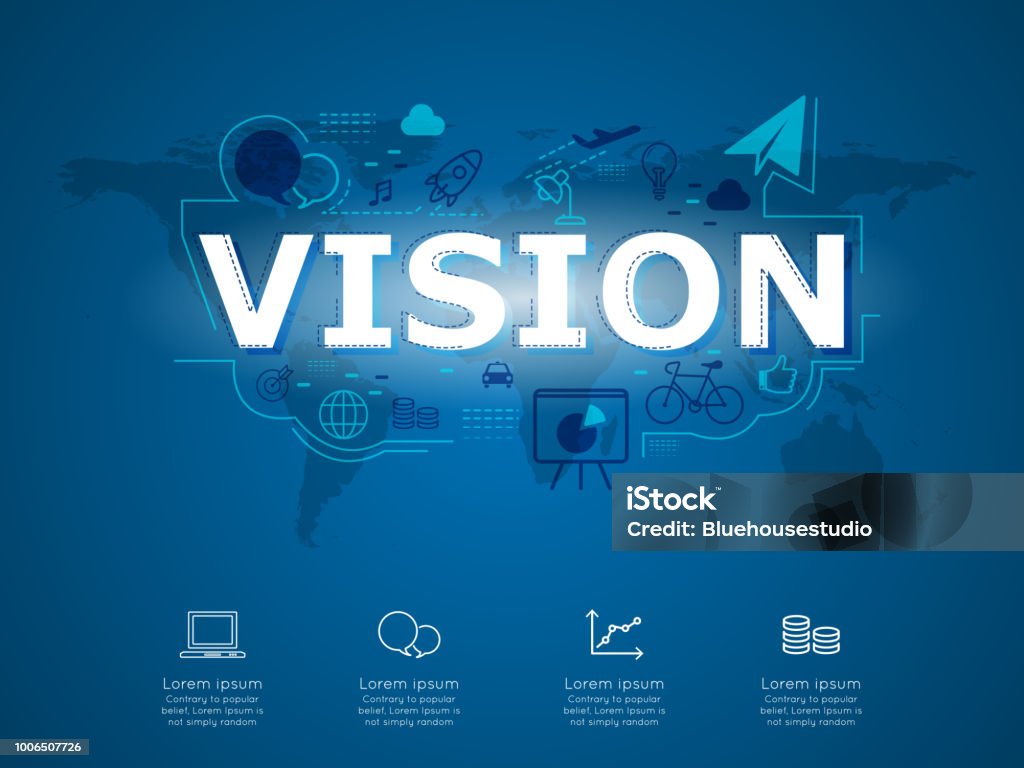 VISION
iStock™
Credit: Bluehousestudio
Lorem ipsum
Contrary to popular
belief, Lorem Ipsum is
not simply random
Lorem ipsum
Contrary to popular
belief, Lorem Ipsum is
not simply random
Lorem ipsum
Contrary to popular
belief, Lorem Ipsum is
not simply random
Lorem ipsum
Contrary to popular
belief, Lorem Ipsum is
not simply random
1006507726